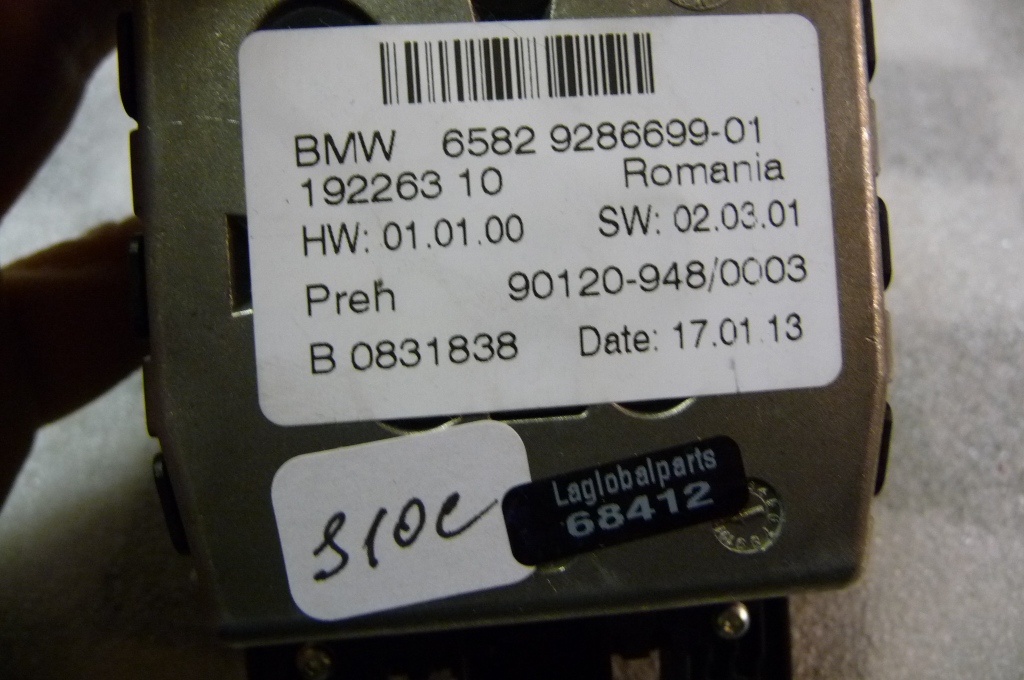 BMW 6582 9286699-01
192263 10 Romania
HW: 01.01.00 SW: 02.03.01
Preh 90120-948/0003
B 0831838 Date: 17.01.13
S10e
Laglobalparts
68412